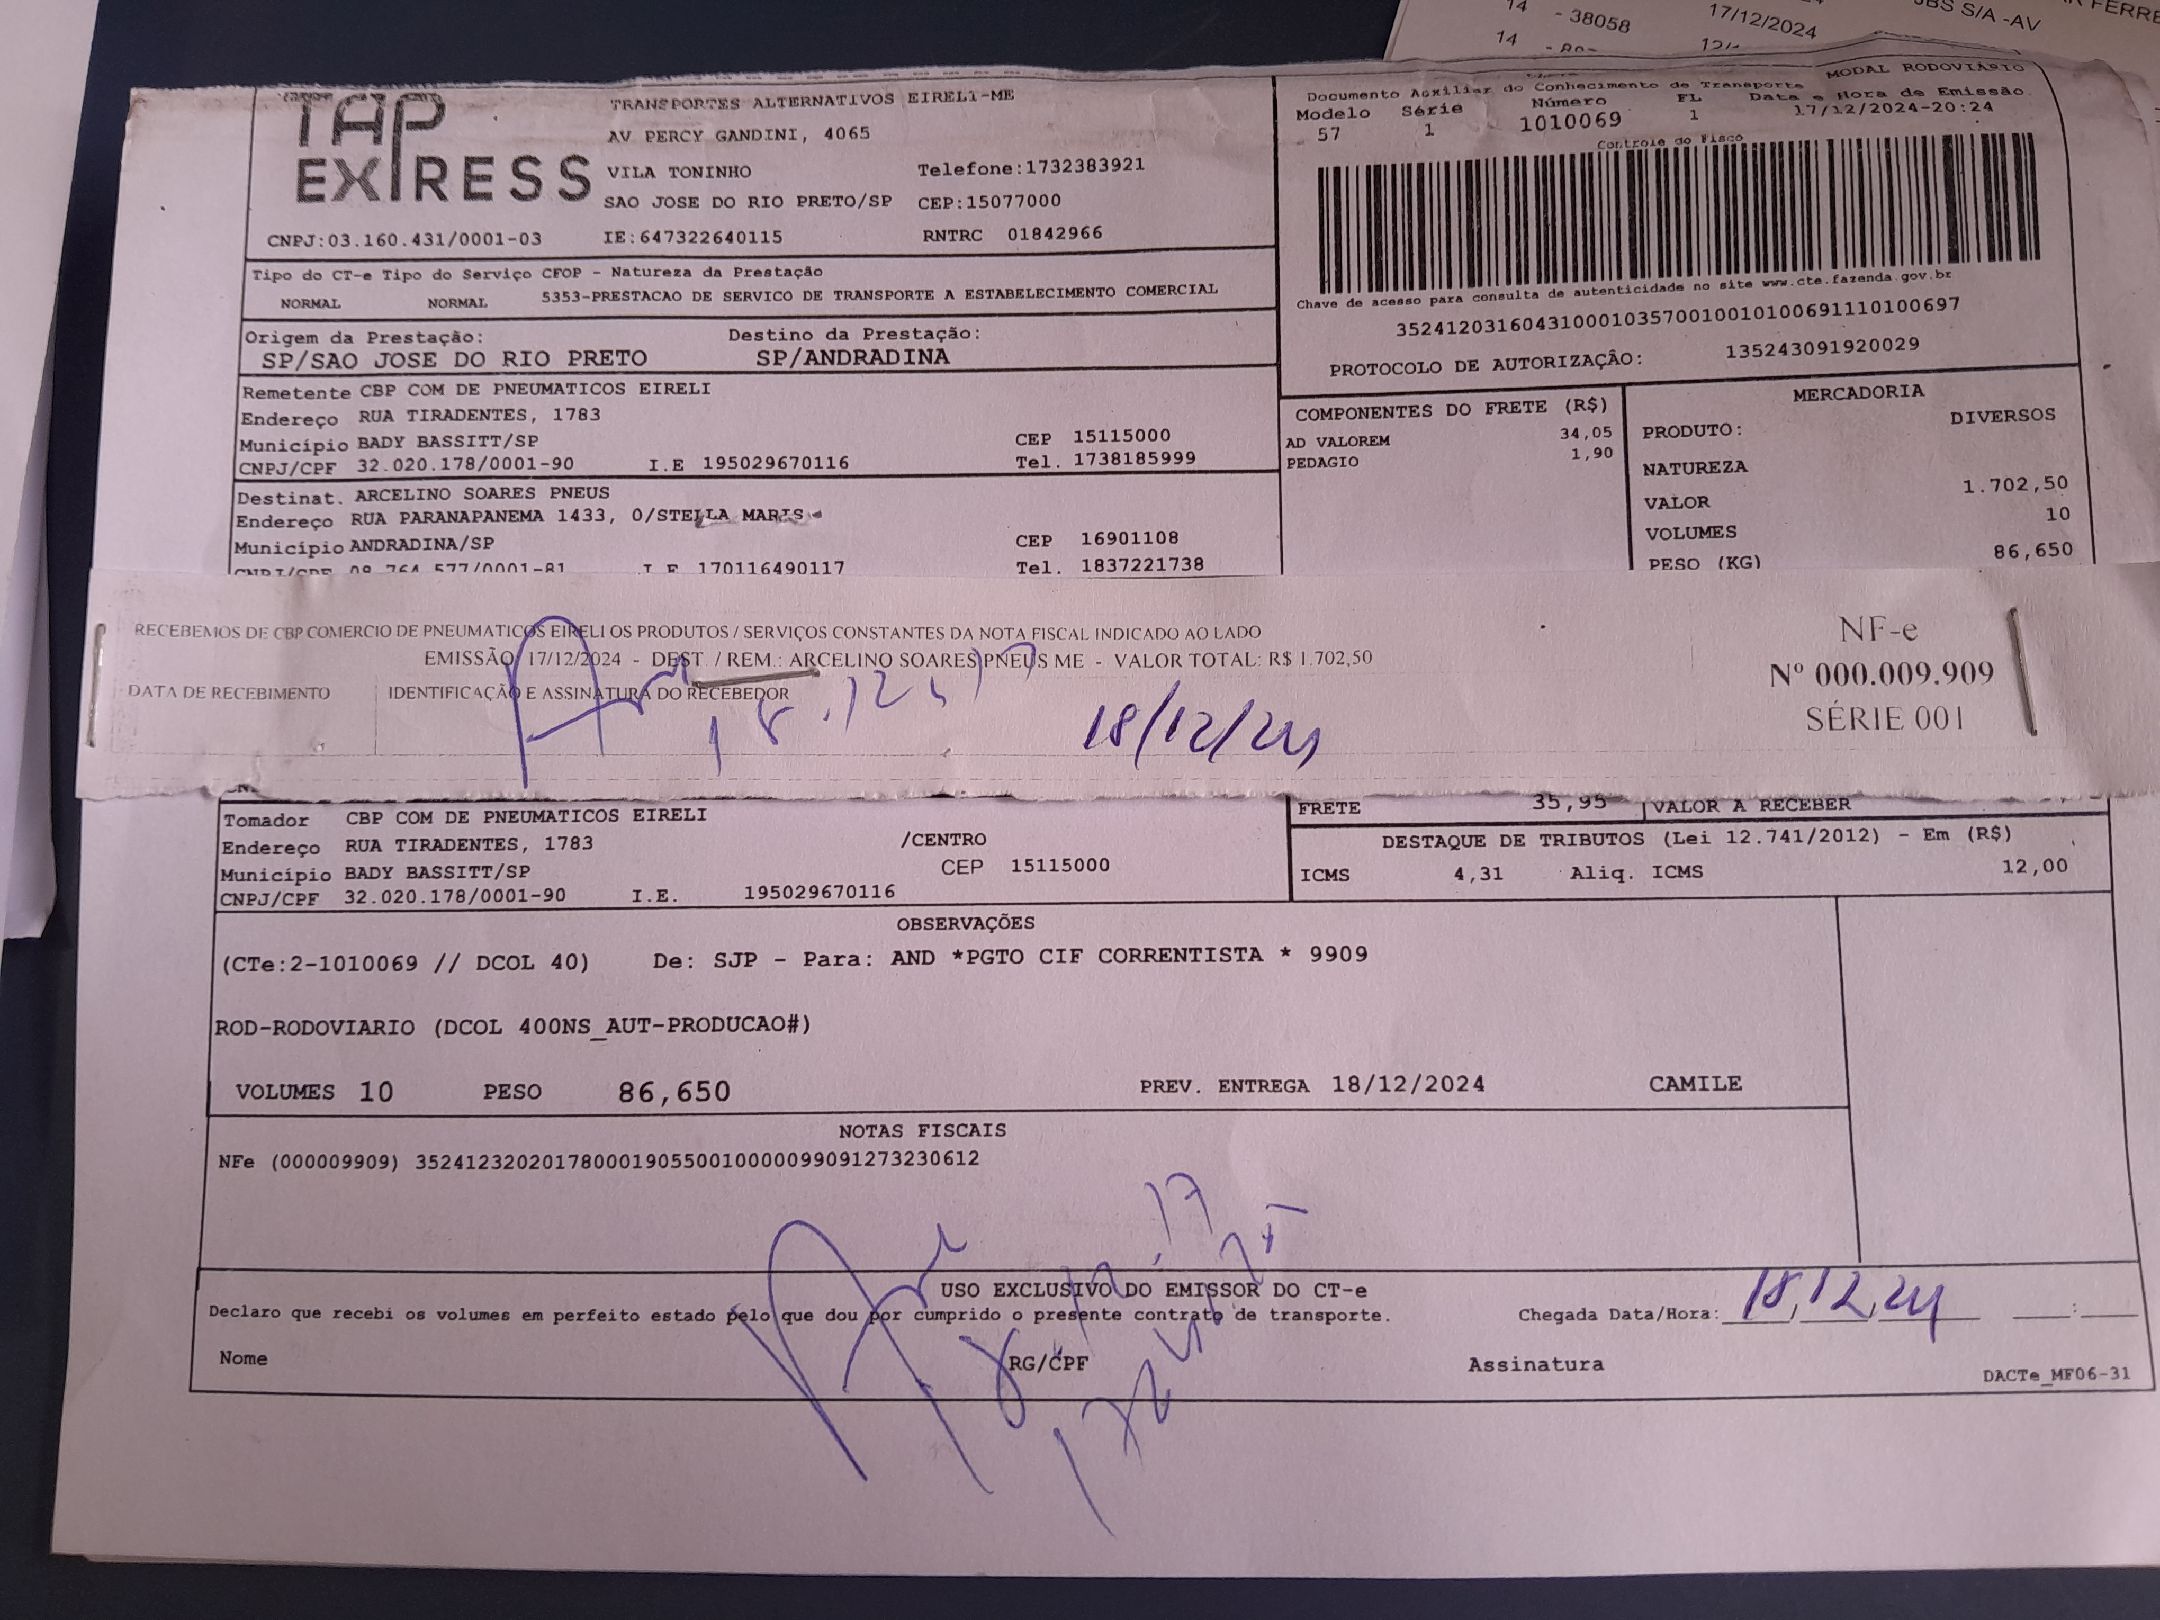 14 - 38058 17/12/2024 JBS S/A -AV
14
TAP EXPRESS
TRANSPORTES ALTERNATIVOS EIRELI-ME
AV PERCY GANDINI, 4065
VILA TONINHO Telefone:1732383921
SAO JOSE DO RIO PRETO/SP CEP:15077000
CNPJ:03.160.431/0001-03 IE:647322640115 RNTRC 01842966
MODAL RODOVIÁRIO
Documento Auxiliar do Conhecimento de Transporte
Modelo Série Número FL Data e Hora de Emissão
57 1 1010069 1 17/12/2024-20:24
Controle do Fisco
Chave de acesso para consulta de autenticidade no site www.cte.fazenda.gov.br
35241203160431000103570010010100691110100697
PROTOCOLO DE AUTORIZAÇÃO: 135243091920029
Tipo do CT-e Tipo do Serviço CFOP - Natureza da Prestação
NORMAL NORMAL 5353-PRESTACAO DE SERVICO DE TRANSPORTE A ESTABELECIMENTO COMERCIAL
Origem da Prestação: Destino da Prestação:
SP/SAO JOSE DO RIO PRETO SP/ANDRADINA
Remetente CBP COM DE PNEUMATICOS EIRELI
Endereço RUA TIRADENTES, 1783
Município BADY BASSITT/SP CEP 15115000
CNPJ/CPF 32.020.178/0001-90 I.E 195029670116 Tel. 1738185999
Destinat. ARCELINO SOARES PNEUS
Endereço RUA PARANAPANEMA 1433, O/STELLA MARIS
Município ANDRADINA/SP CEP 16901108
CNPJ/CPF 08.764.577/0001-81 I.E 170116490117 Tel. 1837221738
COMPONENTES DO FRETE (R$)
AD VALOREM 34,05
PEDAGIO 1,90
MERCADORIA
PRODUTO: DIVERSOS
NATUREZA
VALOR 1.702,50
VOLUMES 10
PESO (KG) 86,650
RECEBEMOS DE CBP COMERCIO DE PNEUMATICOS EIRELI OS PRODUTOS / SERVIÇOS CONSTANTES DA NOTA FISCAL INDICADO AO LADO
EMISSÃO 17/12/2024 - DEST. / REM.: ARCELINO SOARES PNEUS ME - VALOR TOTAL: R$ 1.702,50
DATA DE RECEBIMENTO IDENTIFICAÇÃO E ASSINATURA DO RECEBEDOR
18.12.17
18/12/24
NF-e
Nº 000.009.909
SÉRIE 001
FRETE 35,95 VALOR A RECEBER
Tomador CBP COM DE PNEUMATICOS EIRELI
Endereço RUA TIRADENTES, 1783 /CENTRO
Município BADY BASSITT/SP CEP 15115000
CNPJ/CPF 32.020.178/0001-90 I.E. 195029670116
DESTAQUE DE TRIBUTOS (Lei 12.741/2012) - Em (R$)
ICMS 4,31 Aliq. ICMS 12,00
OBSERVAÇÕES
(CTe:2-1010069 // DCOL 40) De: SJP - Para: AND *PGTO CIF CORRENTISTA * 9909
ROD-RODOVIARIO (DCOL 400NS_AUT-PRODUCAO#)
VOLUMES 10 PESO 86,650 PREV. ENTREGA 18/12/2024 CAMILE
NOTAS FISCAIS
NFe (000009909) 35241232020178000190550010000099091273230612
USO EXCLUSIVO DO EMISSOR DO CT-e
Declaro que recebi os volumes em perfeito estado pelo que dou por cumprido o presente contrato de transporte. Chegada Data/Hora: 18,12,24 :
Nome RG/CPF Assinatura
DACTe_MF06-31